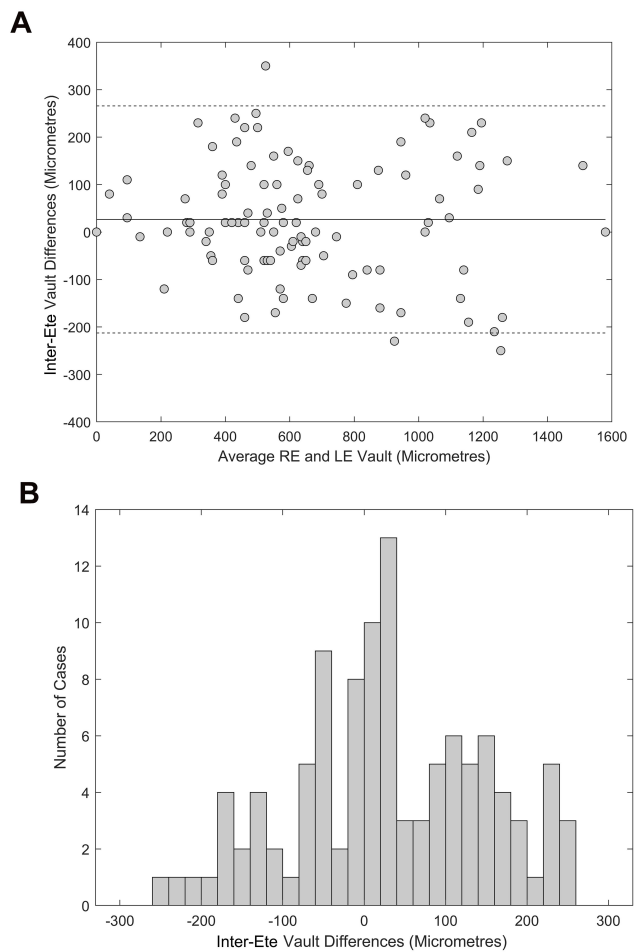 A
400
300
200
100
0
-100
-200
-300
-400
Inter-Ete Vault Differences (Micrometres)
0 200 400 600 800 1000 1200 1400 1600
Average RE and LE Vault (Micrometres)
B
14
12
10
8
6
4
2
0
Number of Cases
-300 -200 -100 0 100 200 300
Inter-Ete Vault Differences (Micrometres)